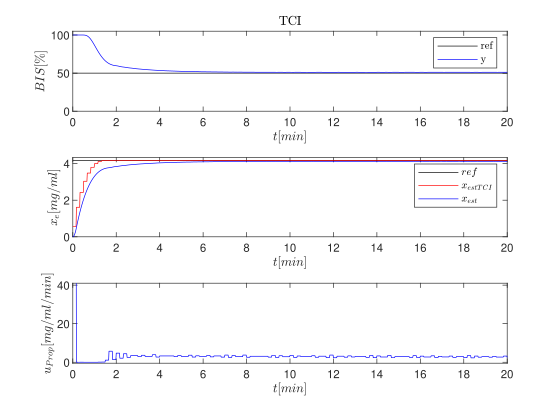 TCI
BIS[%]
100
50
0
ref
y
0 2 4 6 8 10 12 14 16 18 20
t[min]
x_e[mg/ml]
4
2
0
ref
x_estTCI
x_est
0 2 4 6 8 10 12 14 16 18 20
t[min]
u_Prop[mg/ml/min]
40
20
0
0 2 4 6 8 10 12 14 16 18 20
t[min]